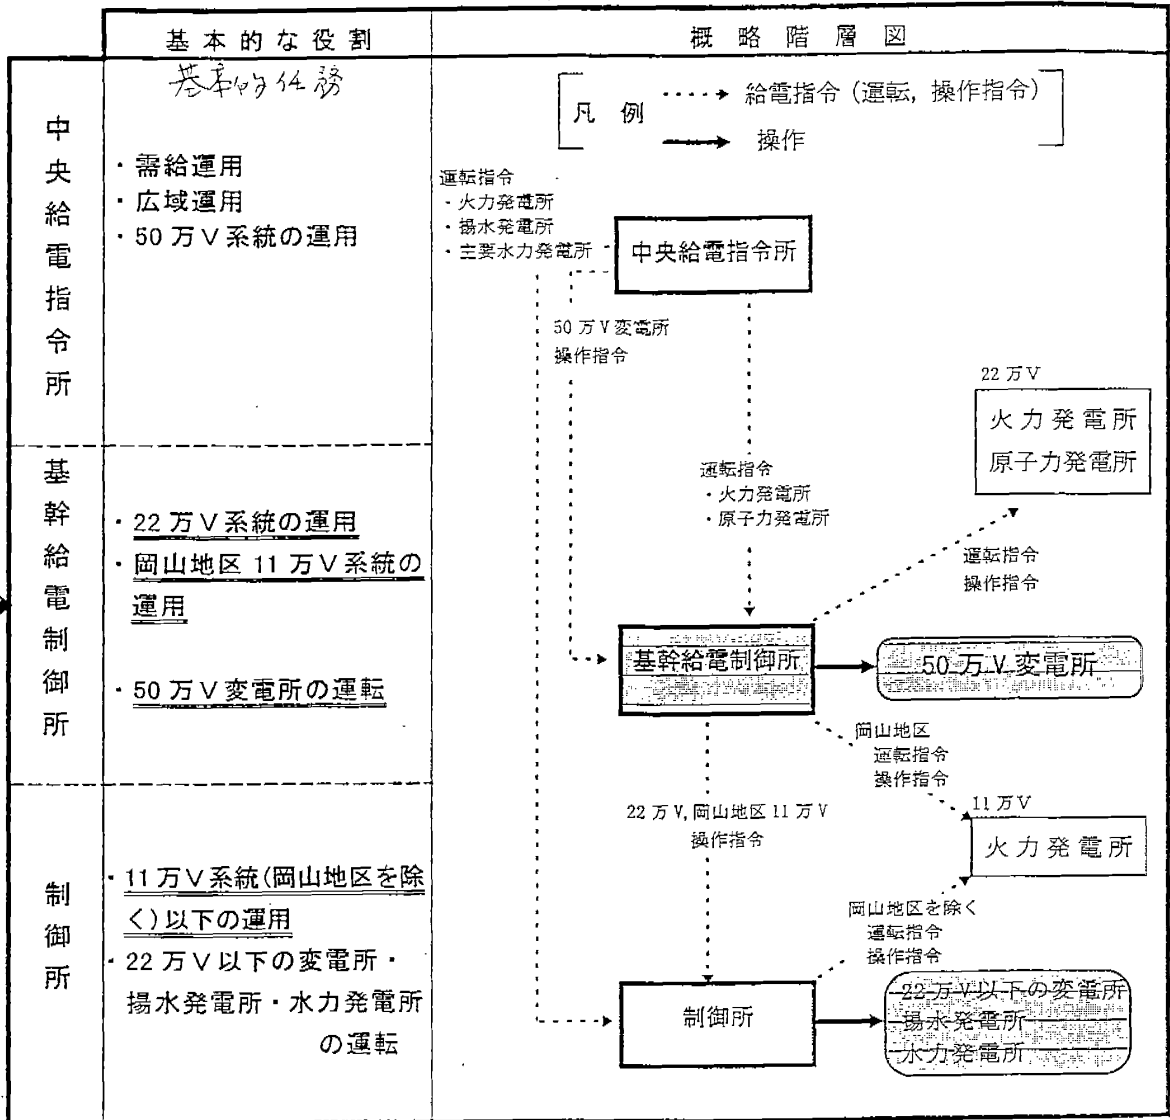 基本的な役割
概略階層図
基本的任務
凡例
給電指令（運転，操作指令）
操作
中央給電指令所
・需給運用
・広域運用
・50万V系統の運用
運転指令
・火力発電所
・揚水発電所
・主要水力発電所
中央給電指令所
50万V変電所
操作指令
22万V
火力発電所
原子力発電所
運転指令
・火力発電所
・原子力発電所
運転指令
操作指令
基幹給電制御所
・22万V系統の運用
・岡山地区11万V系統の
運用
・50万V変電所の運転
基幹給電制御所
50万V変電所
岡山地区
運転指令
操作指令
22万V,岡山地区11万V
操作指令
11万V
火力発電所
制御所
・11万V系統(岡山地区を除
く)以下の運用
・22万V以下の変電所・
揚水発電所・水力発電所
の運転
岡山地区を除く
運転指令
操作指令
制御所
22万V以下の変電所
揚水発電所
水力発電所